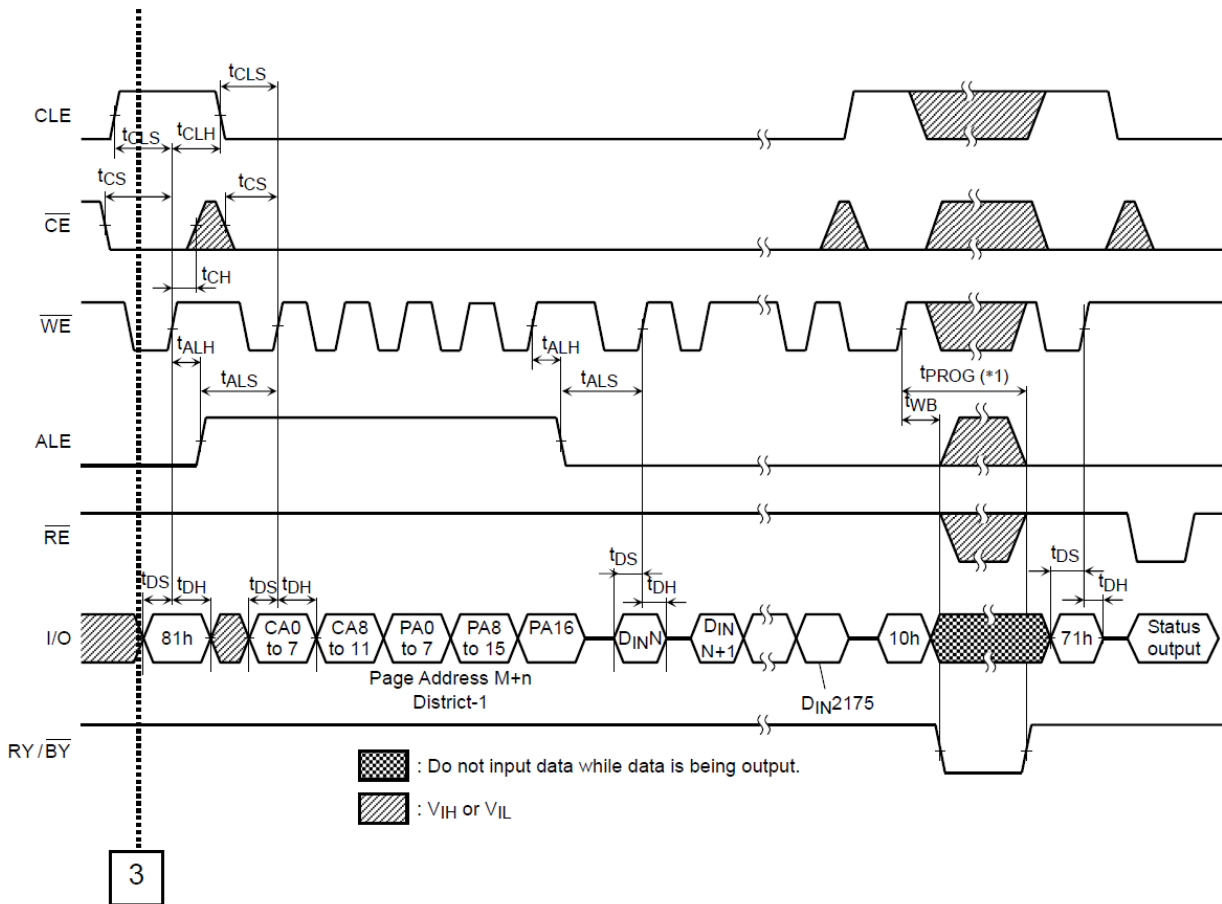 tCLS
CLE
tCLS tCLH
tCS tCS
CE
tCH
WE
tALH tALH
tALS tALS
tPROG (*1)
tWB
ALE
RE
tDS tDH tDS tDH tDS tDH tDS tDH
I/O
81h
CA0 to 7
CA8 to 11
PA0 to 7
PA8 to 15
PA16
DINN
DIN N+1
10h
71h
Status output
Page Address M+n
District-1
DIN2175
RY/BY
: Do not input data while data is being output.
: VIH or VIL
3